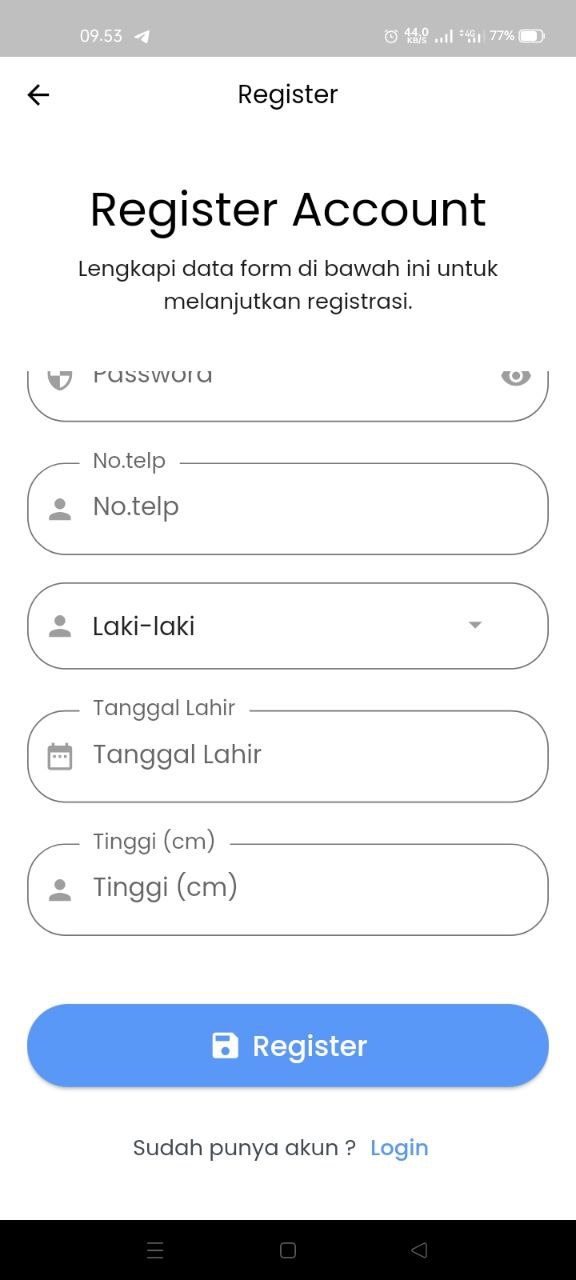 09.53
44.0 KB/S 4G 77%
Register
Register Account
Lengkapi data form di bawah ini untuk
melanjutkan registrasi.
Password
No.telp
No.telp
Laki-laki
Tanggal Lahir
Tanggal Lahir
Tinggi (cm)
Tinggi (cm)
Register
Sudah punya akun ? Login